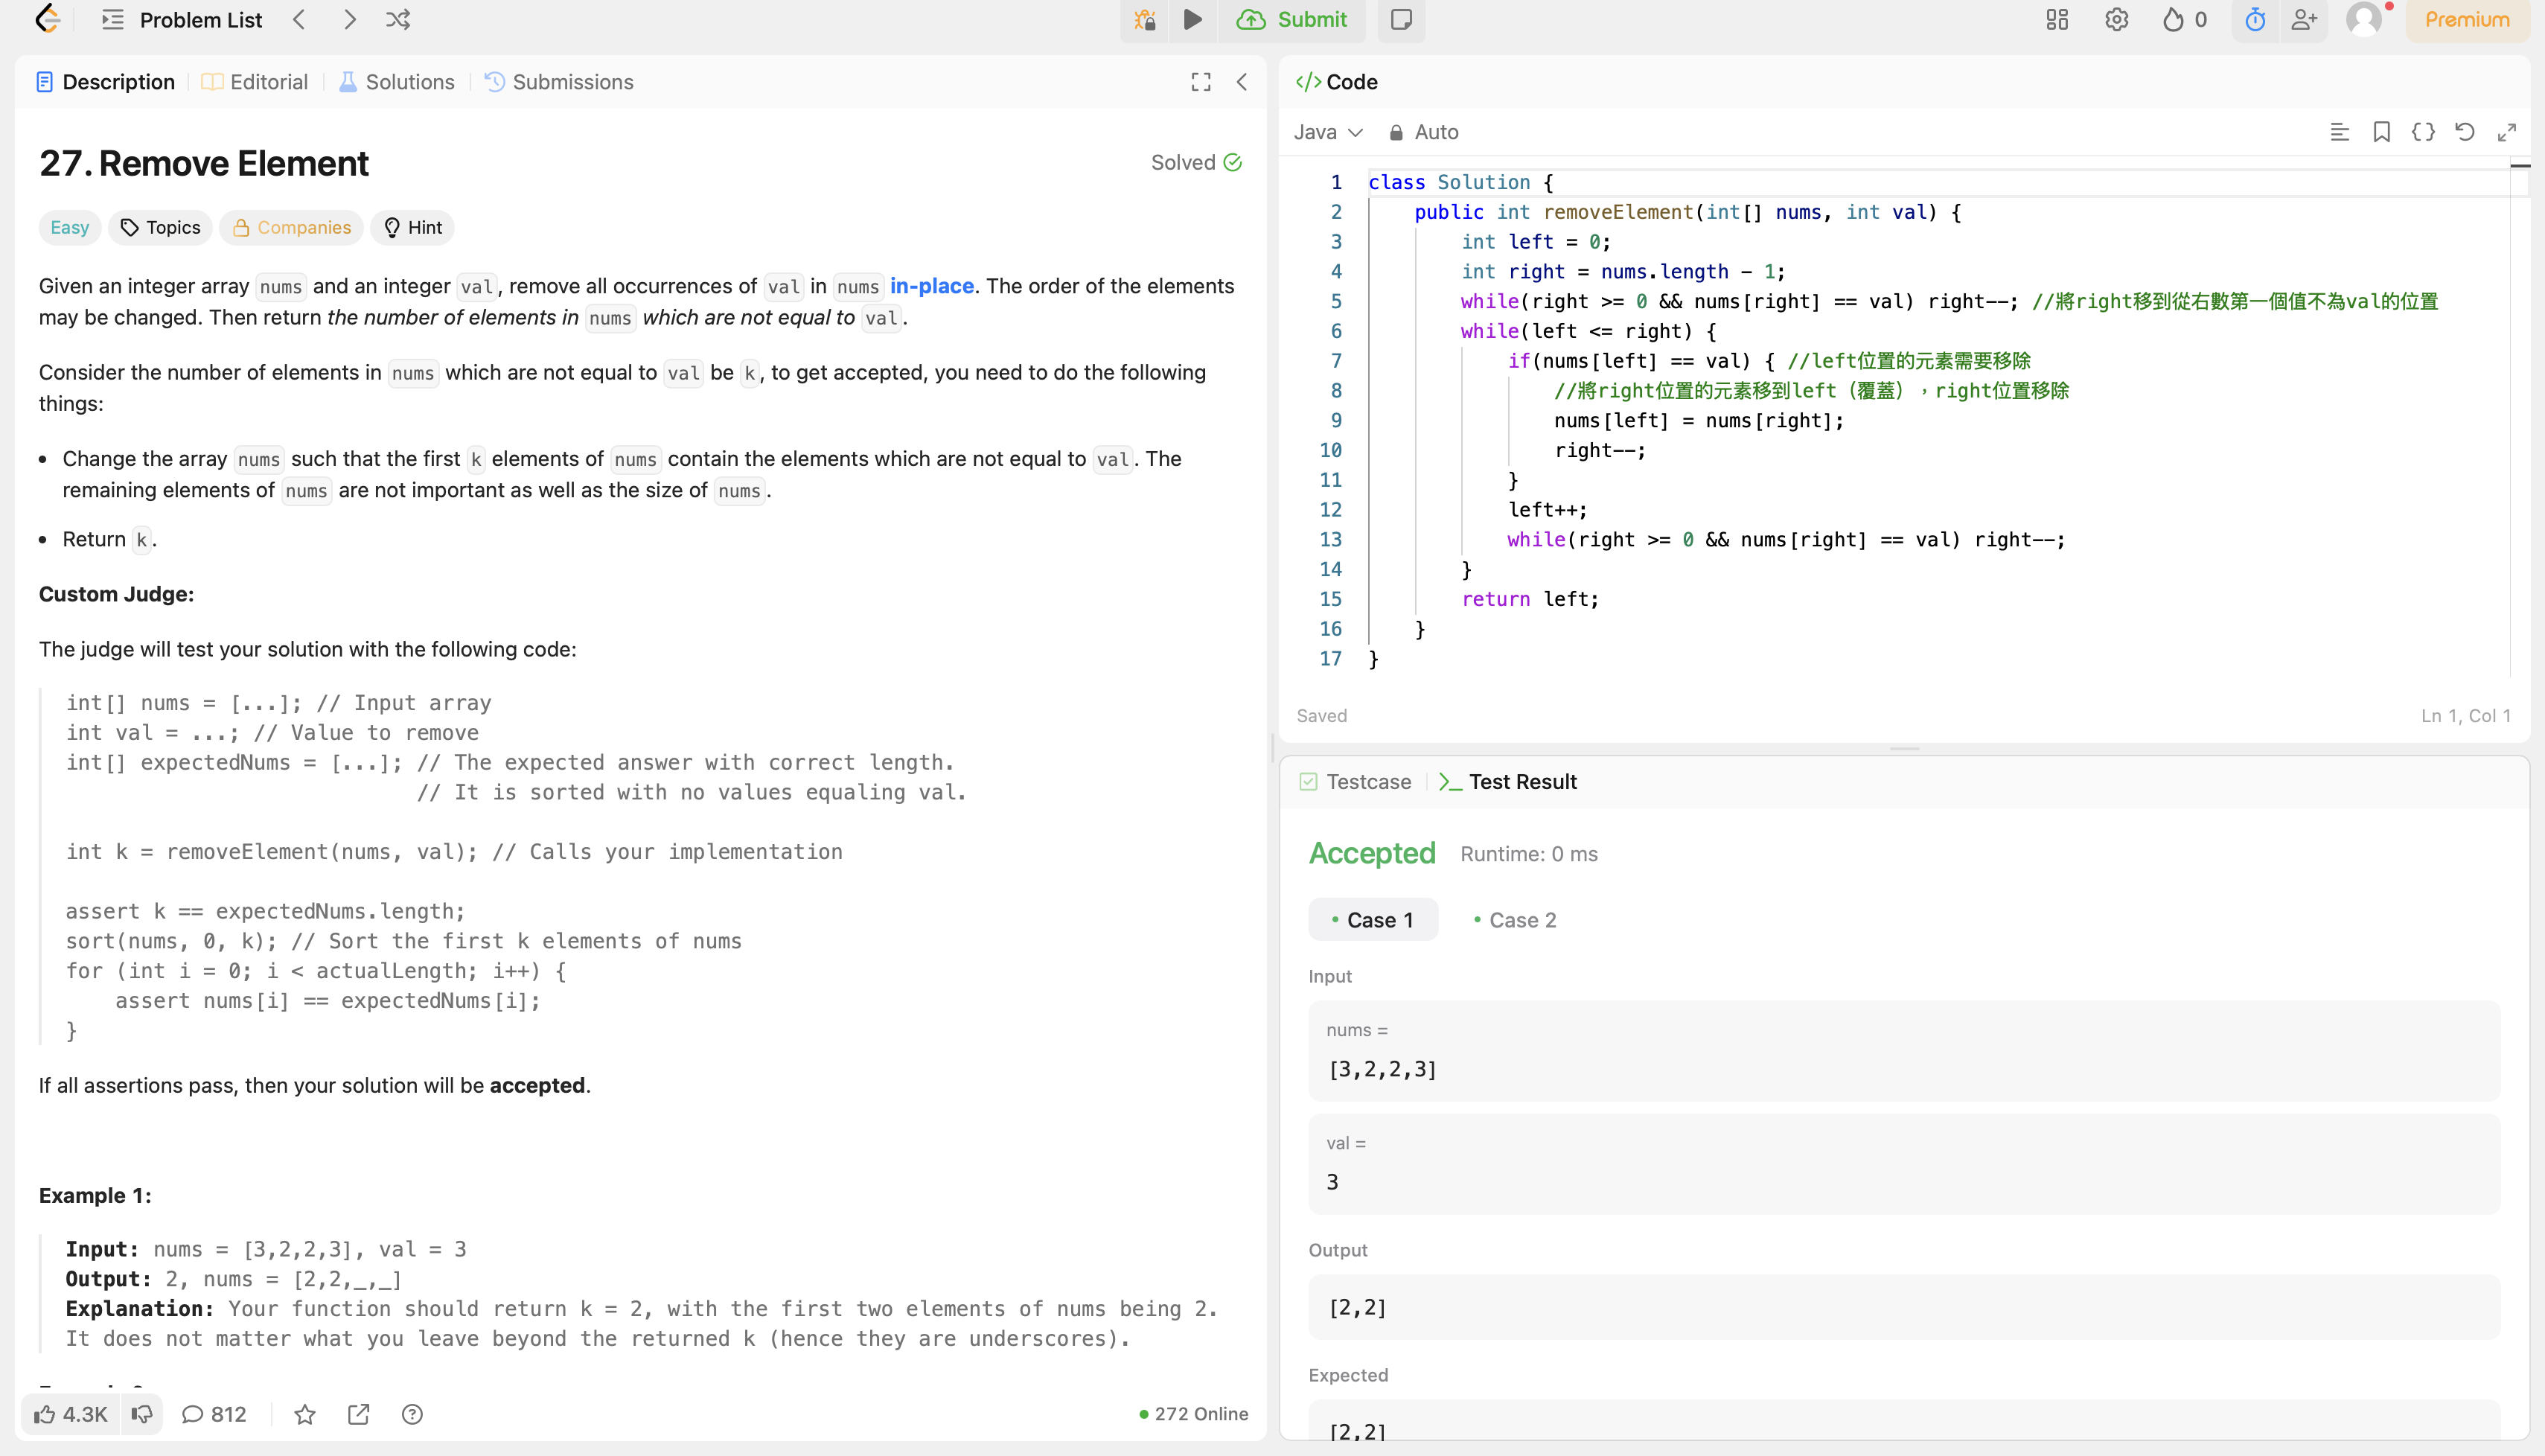 Problem List
Submit
0
Premium
Description
Editorial
Solutions
Submissions
27. Remove Element
Solved
Easy
Topics
Companies
Hint
Given an integer array nums and an integer val, remove all occurrences of val in nums in-place. The order of the elements
may be changed. Then return the number of elements in nums which are not equal to val.
Consider the number of elements in nums which are not equal to val be k, to get accepted, you need to do the following
things:
• Change the array nums such that the first k elements of nums contain the elements which are not equal to val. The
remaining elements of nums are not important as well as the size of nums.
• Return k.
Custom Judge:
The judge will test your solution with the following code:
int[] nums = [...]; // Input array
int val = ...; // Value to remove
int[] expectedNums = [...]; // The expected answer with correct length.
// It is sorted with no values equaling val.
int k = removeElement(nums, val); // Calls your implementation
assert k == expectedNums.length;
sort(nums, 0, k); // Sort the first k elements of nums
for (int i = 0; i < actualLength; i++) {
assert nums[i] == expectedNums[i];
}
If all assertions pass, then your solution will be accepted.
Example 1:
Input: nums = [3,2,2,3], val = 3
Output: 2, nums = [2,2,_,_]
Explanation: Your function should return k = 2, with the first two elements of nums being 2.
It does not matter what you leave beyond the returned k (hence they are underscores).
4.3K
812
272 Online
</> Code
Java
Auto
1 class Solution {
2 public int removeElement(int[] nums, int val) {
3 int left = 0;
4 int right = nums.length - 1;
5 while(right >= 0 && nums[right] == val) right--; //將right移到從右數第一個值不為val的位置
6 while(left <= right) {
7 if(nums[left] == val) { //left位置的元素需要移除
8 //將right位置的元素移到left（覆蓋），right位置移除
9 nums[left] = nums[right];
10 right--;
11 }
12 left++;
13 while(right >= 0 && nums[right] == val) right--;
14 }
15 return left;
16 }
17 }
Saved
Ln 1, Col 1
Testcase
Test Result
Accepted
Runtime: 0 ms
• Case 1
• Case 2
Input
nums =
[3,2,2,3]
val =
3
Output
[2,2]
Expected
[2,2]